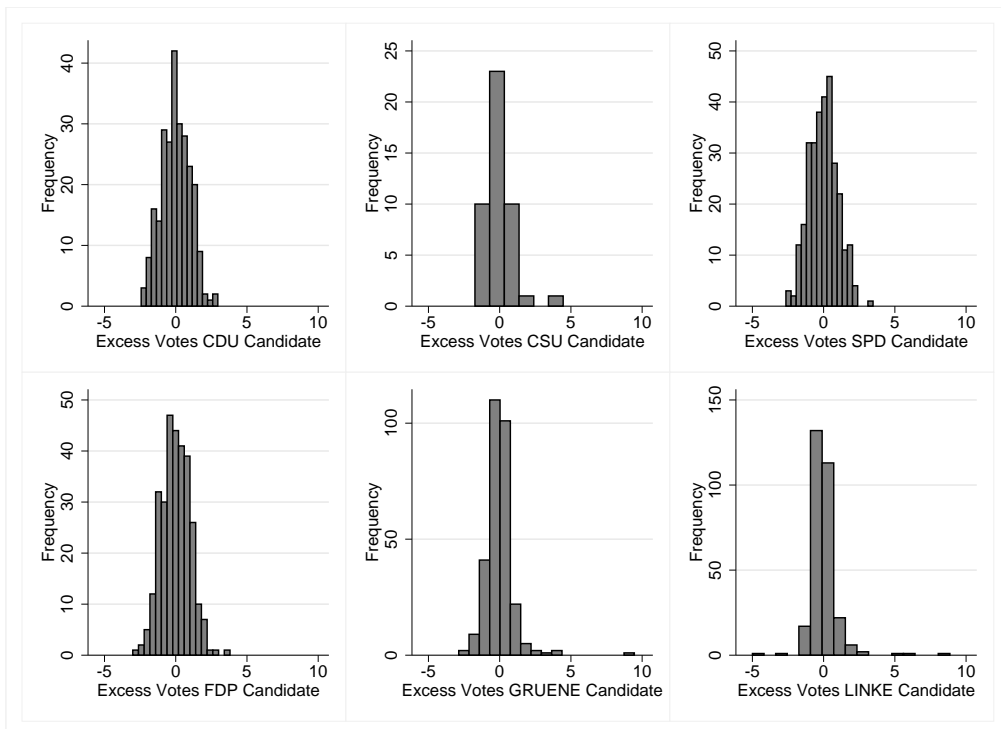 40
30
20
10
0
Frequency
-5 0 5 10
Excess Votes CDU Candidate
25
20
15
10
5
0
Frequency
-5 0 5 10
Excess Votes CSU Candidate
50
40
30
20
10
0
Frequency
-5 0 5 10
Excess Votes SPD Candidate
50
40
30
20
10
0
Frequency
-5 0 5 10
Excess Votes FDP Candidate
100
50
0
Frequency
-5 0 5 10
Excess Votes GRUENE Candidate
150
100
50
0
Frequency
-5 0 5 10
Excess Votes LINKE Candidate